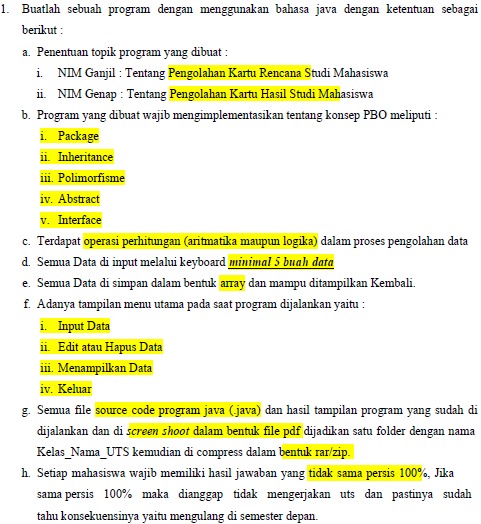 1. Buatlah sebuah program dengan menggunakan bahasa java dengan ketentuan sebagai
berikut :
a. Penentuan topik program yang dibuat :
i. NIM Ganjil : Tentang Pengolahan Kartu Rencana Studi Mahasiswa
ii. NIM Genap : Tentang Pengolahan Kartu Hasil Studi Mahasiswa
b. Program yang dibuat wajib mengimplementasikan tentang konsep PBO meliputi :
i. Package
ii. Inheritance
iii. Polimorfisme
iv. Abstract
v. Interface
c. Terdapat operasi perhitungan (aritmatika maupun logika) dalam proses pengolahan data
d. Semua Data di input melalui keyboard minimal 5 buah data
e. Semua Data di simpan dalam bentuk array dan mampu ditampilkan Kembali.
f. Adanya tampilan menu utama pada saat program dijalankan yaitu :
i. Input Data
ii. Edit atau Hapus Data
iii. Menampilkan Data
iv. Keluar
g. Semua file source code program java (.java) dan hasil tampilan program yang sudah di
dijalankan dan di screen shoot dalam bentuk file pdf dijadikan satu folder dengan nama
Kelas_Nama_UTS kemudian di compress dalam bentuk rar/zip.
h. Setiap mahasiswa wajib memiliki hasil jawaban yang tidak sama persis 100%, Jika
sama persis 100% maka dianggap tidak mengerjakan uts dan pastinya sudah
tahu konsekuensinya yaitu mengulang di semester depan.